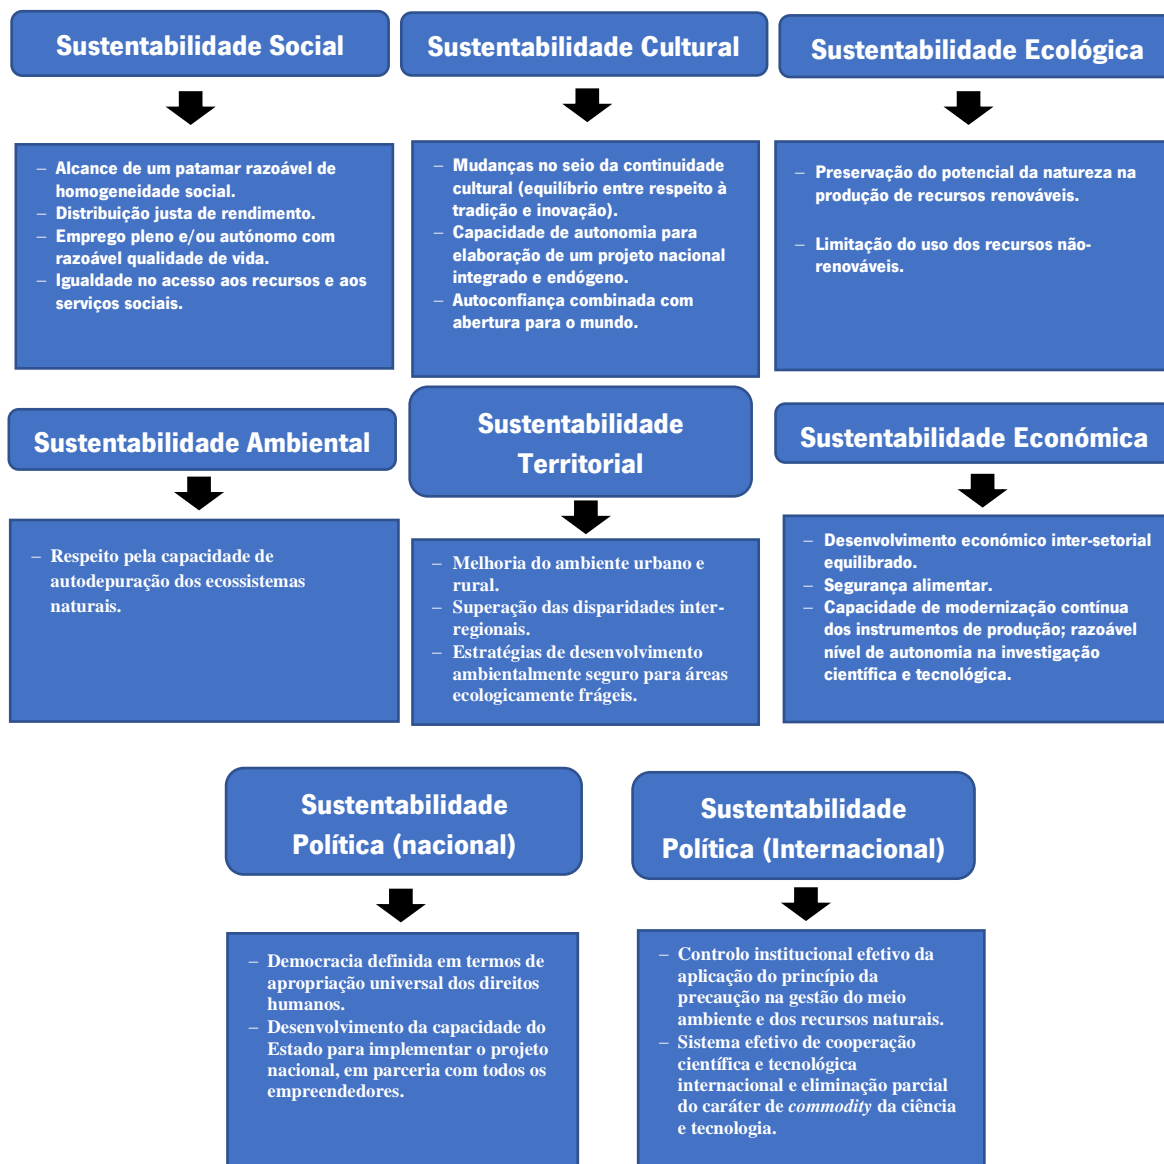 Sustentabilidade Social
– Alcance de um patamar razoável de
homogeneidade social.
– Distribuição justa de rendimento.
– Emprego pleno e/ou autónomo com
razoável qualidade de vida.
– Igualdade no acesso aos recursos e aos
serviços sociais.
Sustentabilidade Cultural
– Mudanças no seio da continuidade
cultural (equilíbrio entre respeito à
tradição e inovação).
– Capacidade de autonomia para
elaboração de um projeto nacional
integrado e endógeno.
– Autoconfiança combinada com
abertura para o mundo.
Sustentabilidade Ecológica
– Preservação do potencial da natureza na
produção de recursos renováveis.
– Limitação do uso dos recursos não-
renováveis.
Sustentabilidade Ambiental
– Respeito pela capacidade de
autodepuração dos ecossistemas
naturais.
Sustentabilidade
Territorial
– Melhoria do ambiente urbano e
rural.
– Superação das disparidades inter-
regionais.
– Estratégias de desenvolvimento
ambientalmente seguro para áreas
ecologicamente frágeis.
Sustentabilidade Económica
– Desenvolvimento económico inter-setorial
equilibrado.
– Segurança alimentar.
– Capacidade de modernização contínua
dos instrumentos de produção; razoável
nível de autonomia na investigação
científica e tecnológica.
Sustentabilidade
Política (nacional)
– Democracia definida em termos de
apropriação universal dos direitos
humanos.
– Desenvolvimento da capacidade do
Estado para implementar o projeto
nacional, em parceria com todos os
empreendedores.
Sustentabilidade
Política (Internacional)
– Controlo institucional efetivo da
aplicação do princípio da
precaução na gestão do meio
ambiente e dos recursos naturais.
– Sistema efetivo de cooperação
científica e tecnológica
internacional e eliminação parcial
do caráter de commodity da ciência
e tecnologia.